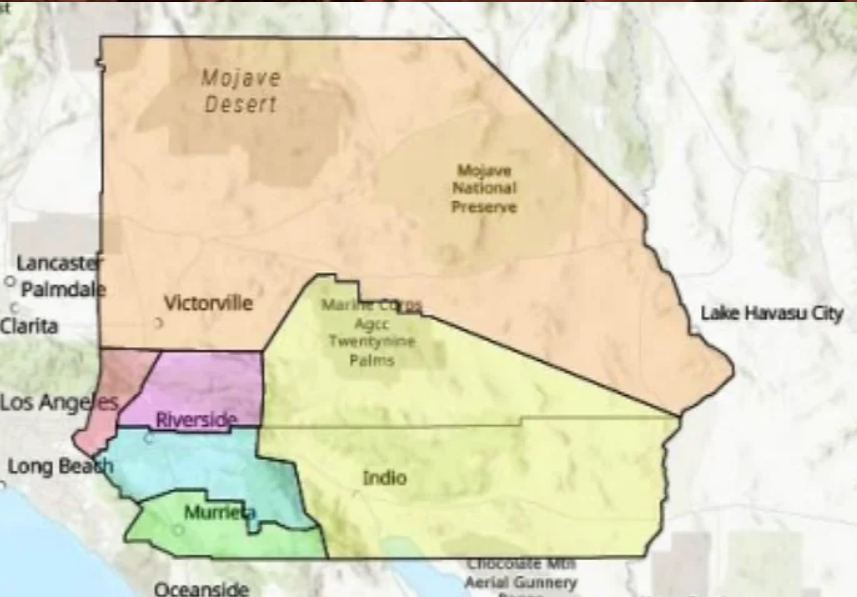 st
Mojave
Desert
Mojave
National
Preserve
Lancaster
Palmdale
Clarita
Victorville
Marine Corps
Agcc
Twentynine
Palms
Lake Havasu City
Los Angeles
Riverside
Long Beach
Indio
Murrieta
Chocolate Mtn
Aerial Gunnery
Oceanside